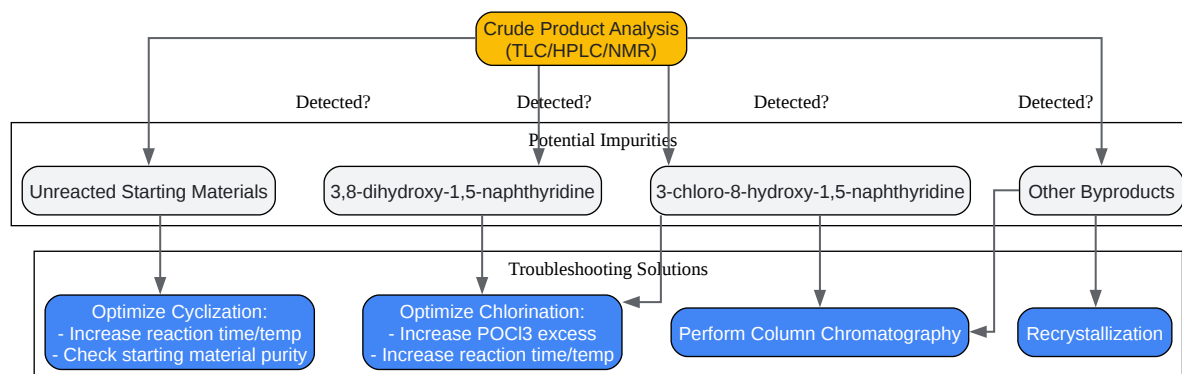 Crude Product Analysis
(TLC/HPLC/NMR)
Detected?
Detected?
Detected?
Detected?
Potential Impurities
Unreacted Starting Materials
3,8-dihydroxy-1,5-naphthyridine
3-chloro-8-hydroxy-1,5-naphthyridine
Other Byproducts
Troubleshooting Solutions
Optimize Cyclization:
- Increase reaction time/temp
- Check starting material purity
Optimize Chlorination:
- Increase POCl3 excess
- Increase reaction time/temp
Perform Column Chromatography
Recrystallization